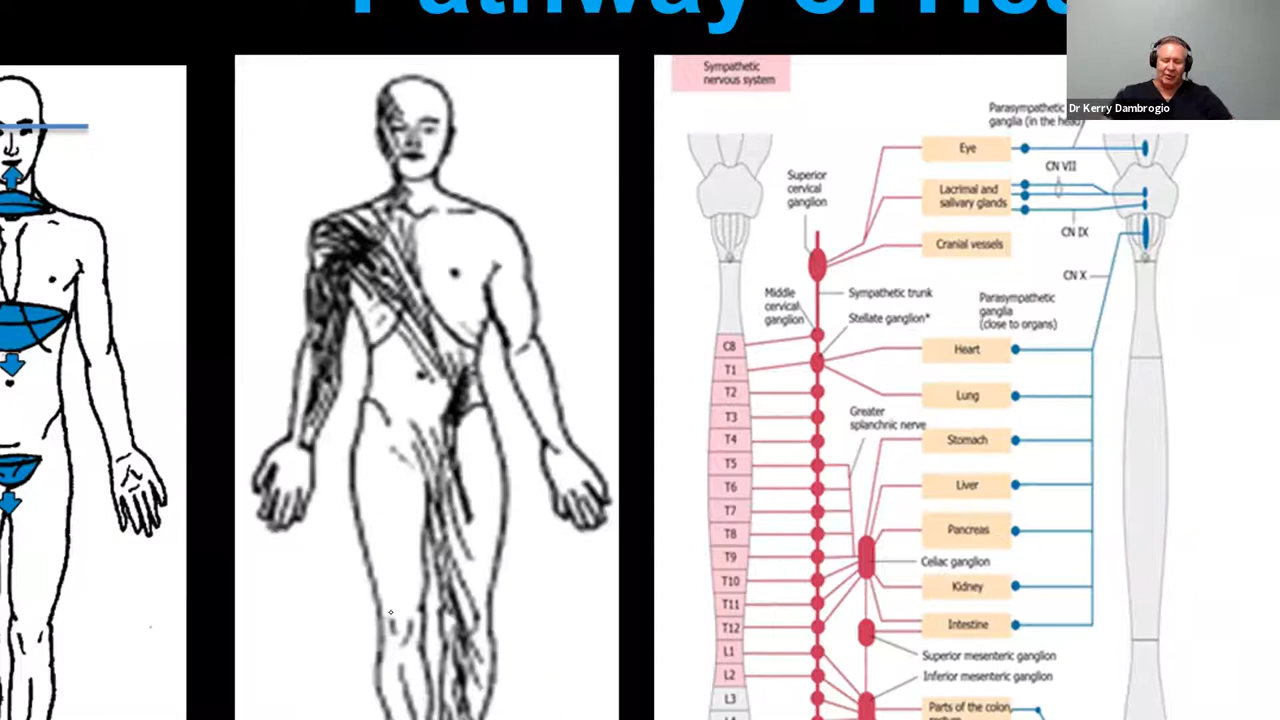 Pathway of Hea
Dr Kerry Dambrogio
Sympathetic
nervous system
Parasympathetic
ganglia (in the head)
Eye
CN VII
Superior
cervical
ganglion
Lacrimal and
salivary glands
CN IX
Cranial vessels
CN X
Middle
cervical
ganglion
Sympathetic trunk
Stellate ganglion*
Parasympathetic
ganglia
(close to organs)
C8
Heart
T1
T2
Lung
T3
Greater
splanchnic nerve
T4
Stomach
T5
T6
Liver
T7
T8
Pancreas
T9
Celiac ganglion
T10
Kidney
T11
T12
Intestine
L1
Superior mesenteric ganglion
L2
Inferior mesenteric ganglion
L3
Parts of the colon,